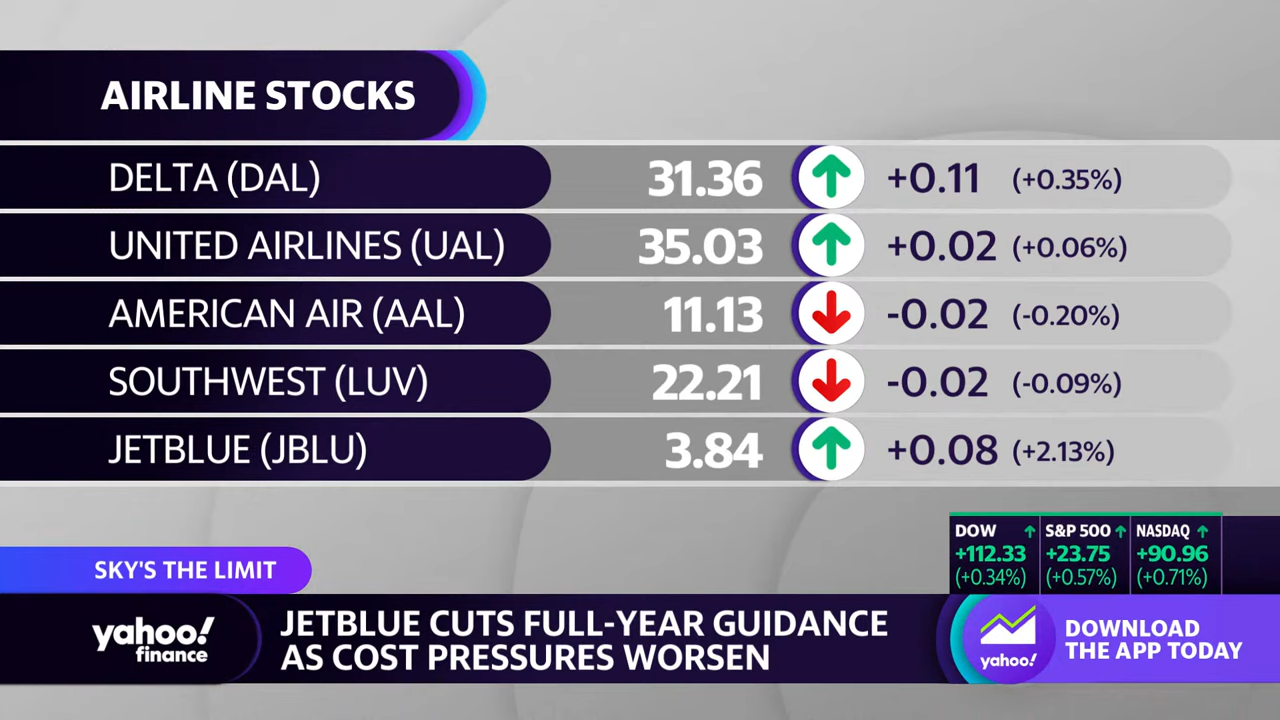 AIRLINE STOCKS
DELTA (DAL) 31.36 +0.11 (+0.35%)
UNITED AIRLINES (UAL) 35.03 +0.02 (+0.06%)
AMERICAN AIR (AAL) 11.13 -0.02 (-0.20%)
SOUTHWEST (LUV) 22.21 -0.02 (-0.09%)
JETBLUE (JBLU) 3.84 +0.08 (+2.13%)
DOW S&P 500 NASDAQ
+112.33 +23.75 +90.96
(+0.34%) (+0.57%) (+0.71%)
SKY'S THE LIMIT
yahoo!
finance
JETBLUE CUTS FULL-YEAR GUIDANCE
AS COST PRESSURES WORSEN
yahoo!
DOWNLOAD
THE APP TODAY